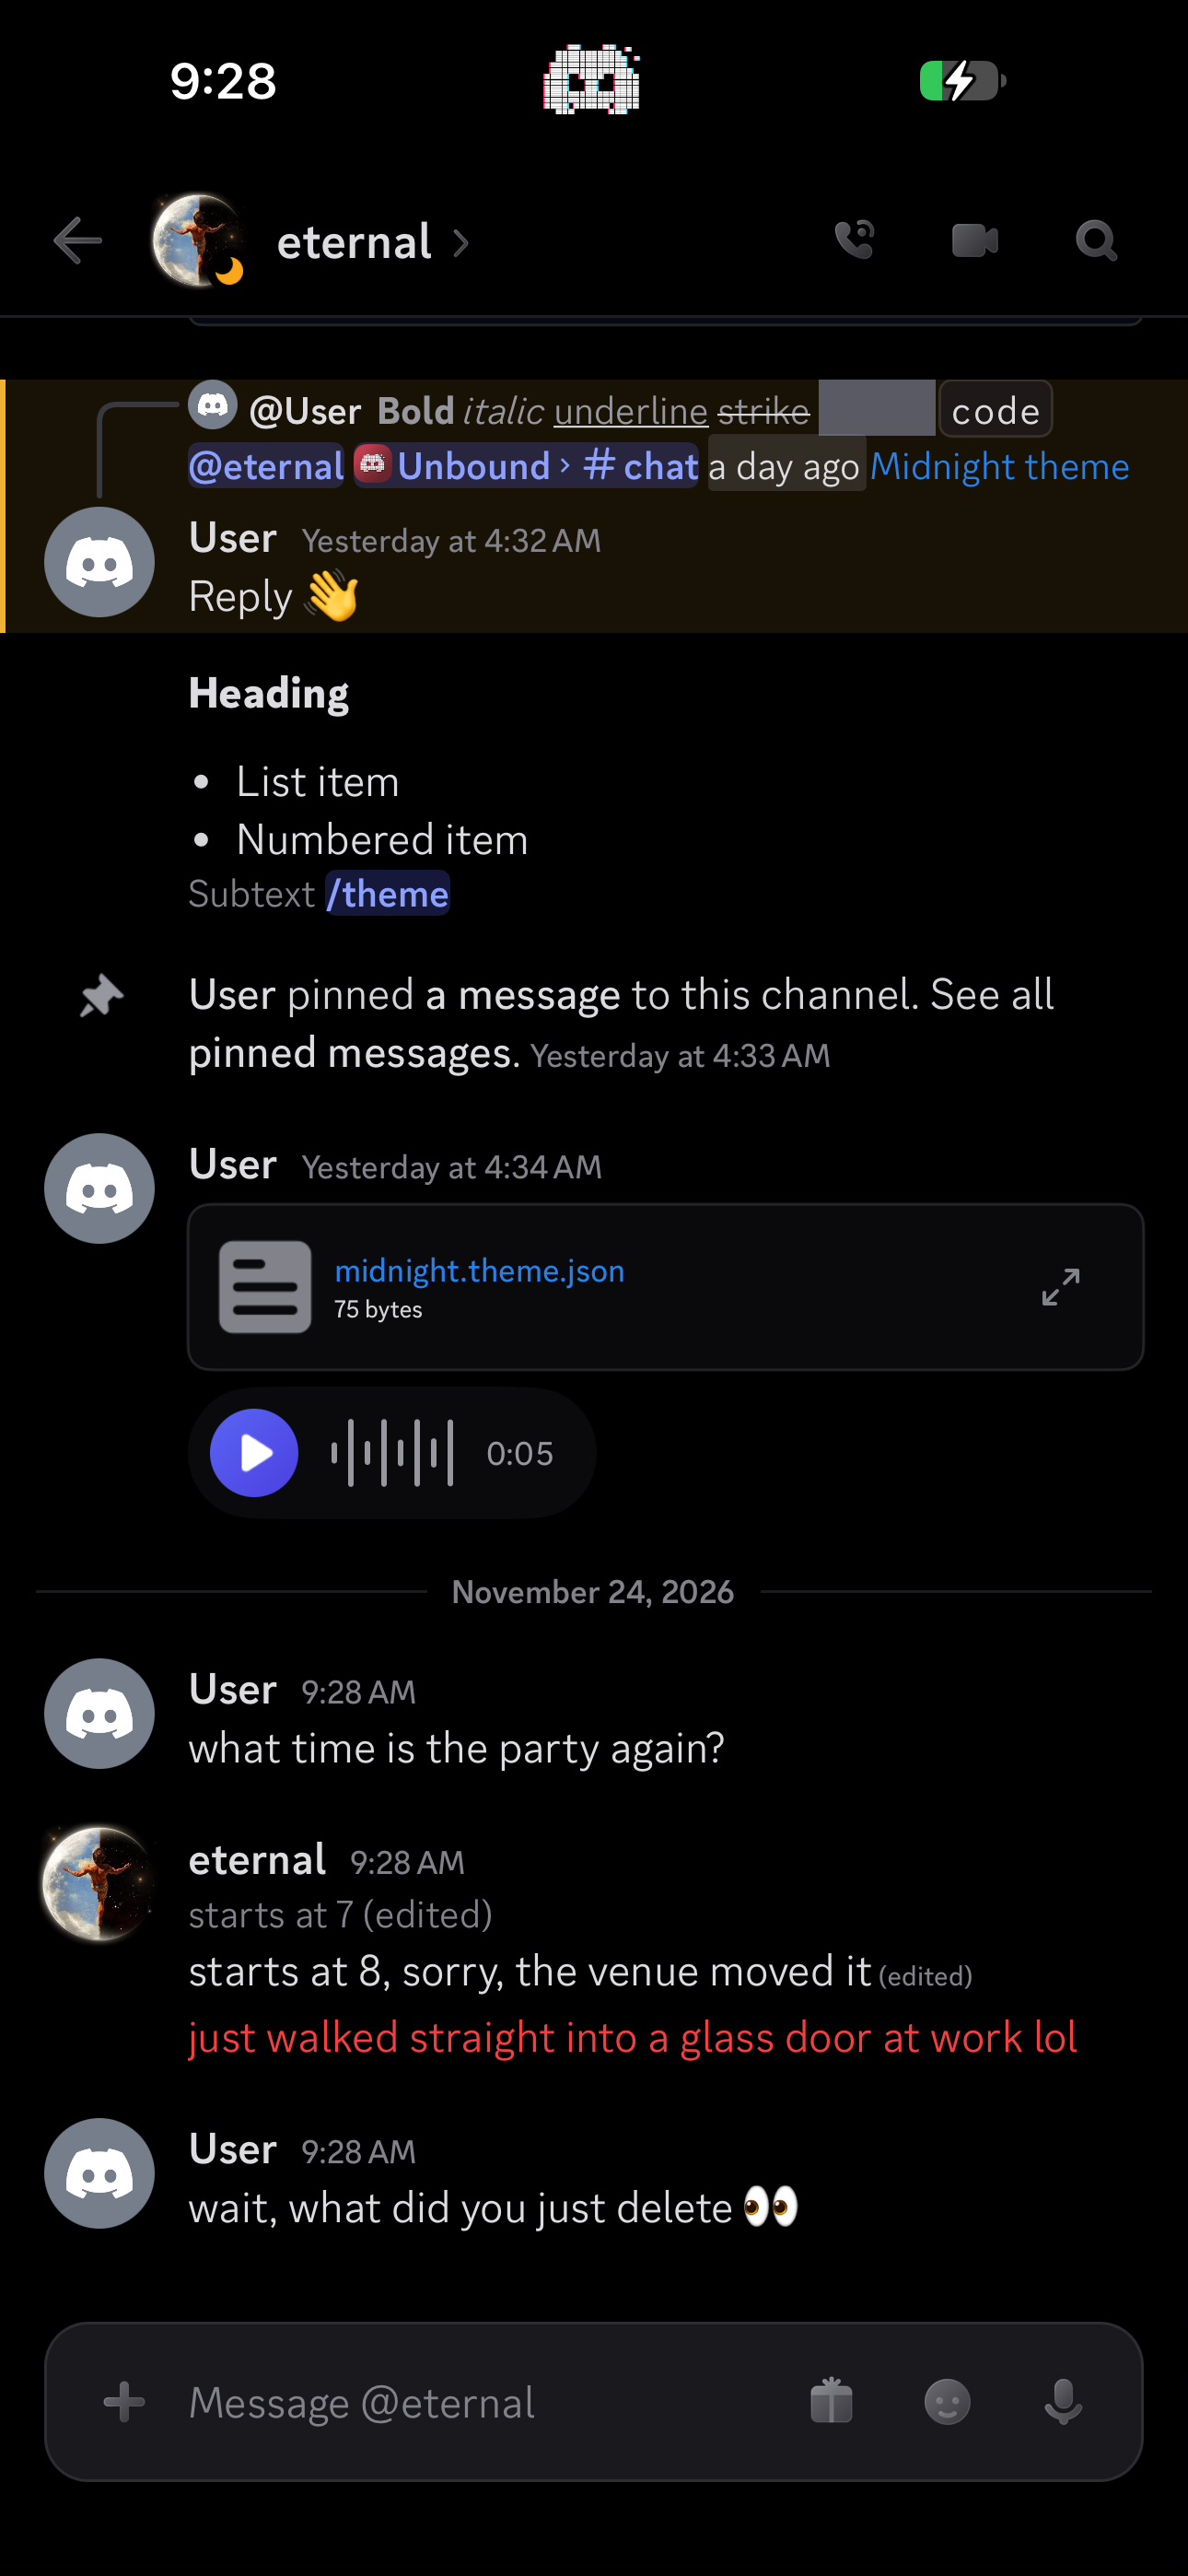 9:28
eternal
@User Bold italic underline strike code
@eternal Unbound › # chat a day ago Midnight theme
User Yesterday at 4:32 AM
Reply 👋
Heading
• List item
• Numbered item
Subtext /theme
User pinned a message to this channel. See all
pinned messages. Yesterday at 4:33 AM
User Yesterday at 4:34 AM
midnight.theme.json
75 bytes
0:05
November 24, 2026
User 9:28 AM
what time is the party again?
eternal 9:28 AM
starts at 7 (edited)
starts at 8, sorry, the venue moved it (edited)
just walked straight into a glass door at work lol
User 9:28 AM
wait, what did you just delete 👀
Message @eternal